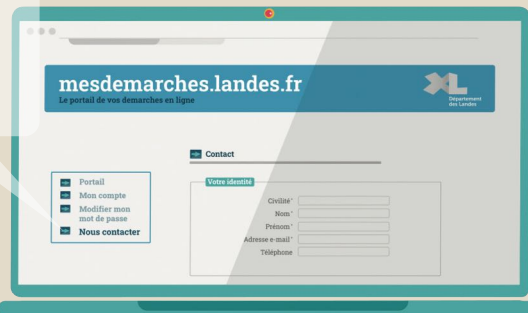 mesdemarches.landes.fr
Le portail de vos demarches en ligne
XL
Département
des Landes
Contact
Portail
Mon compte
Modifier mon
mot de passe
Nous contacter
Votre identité
Civilité*
Nom*
Prénom*
Adresse e-mail*
Téléphone